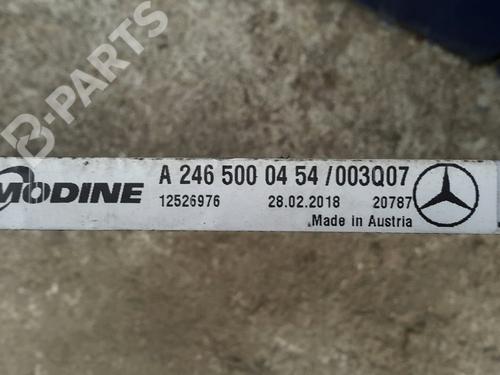 B-PARTS
MODINE
A 246 500 04 54 /003Q07
12526976 28.02.2018 20787
Made in Austria